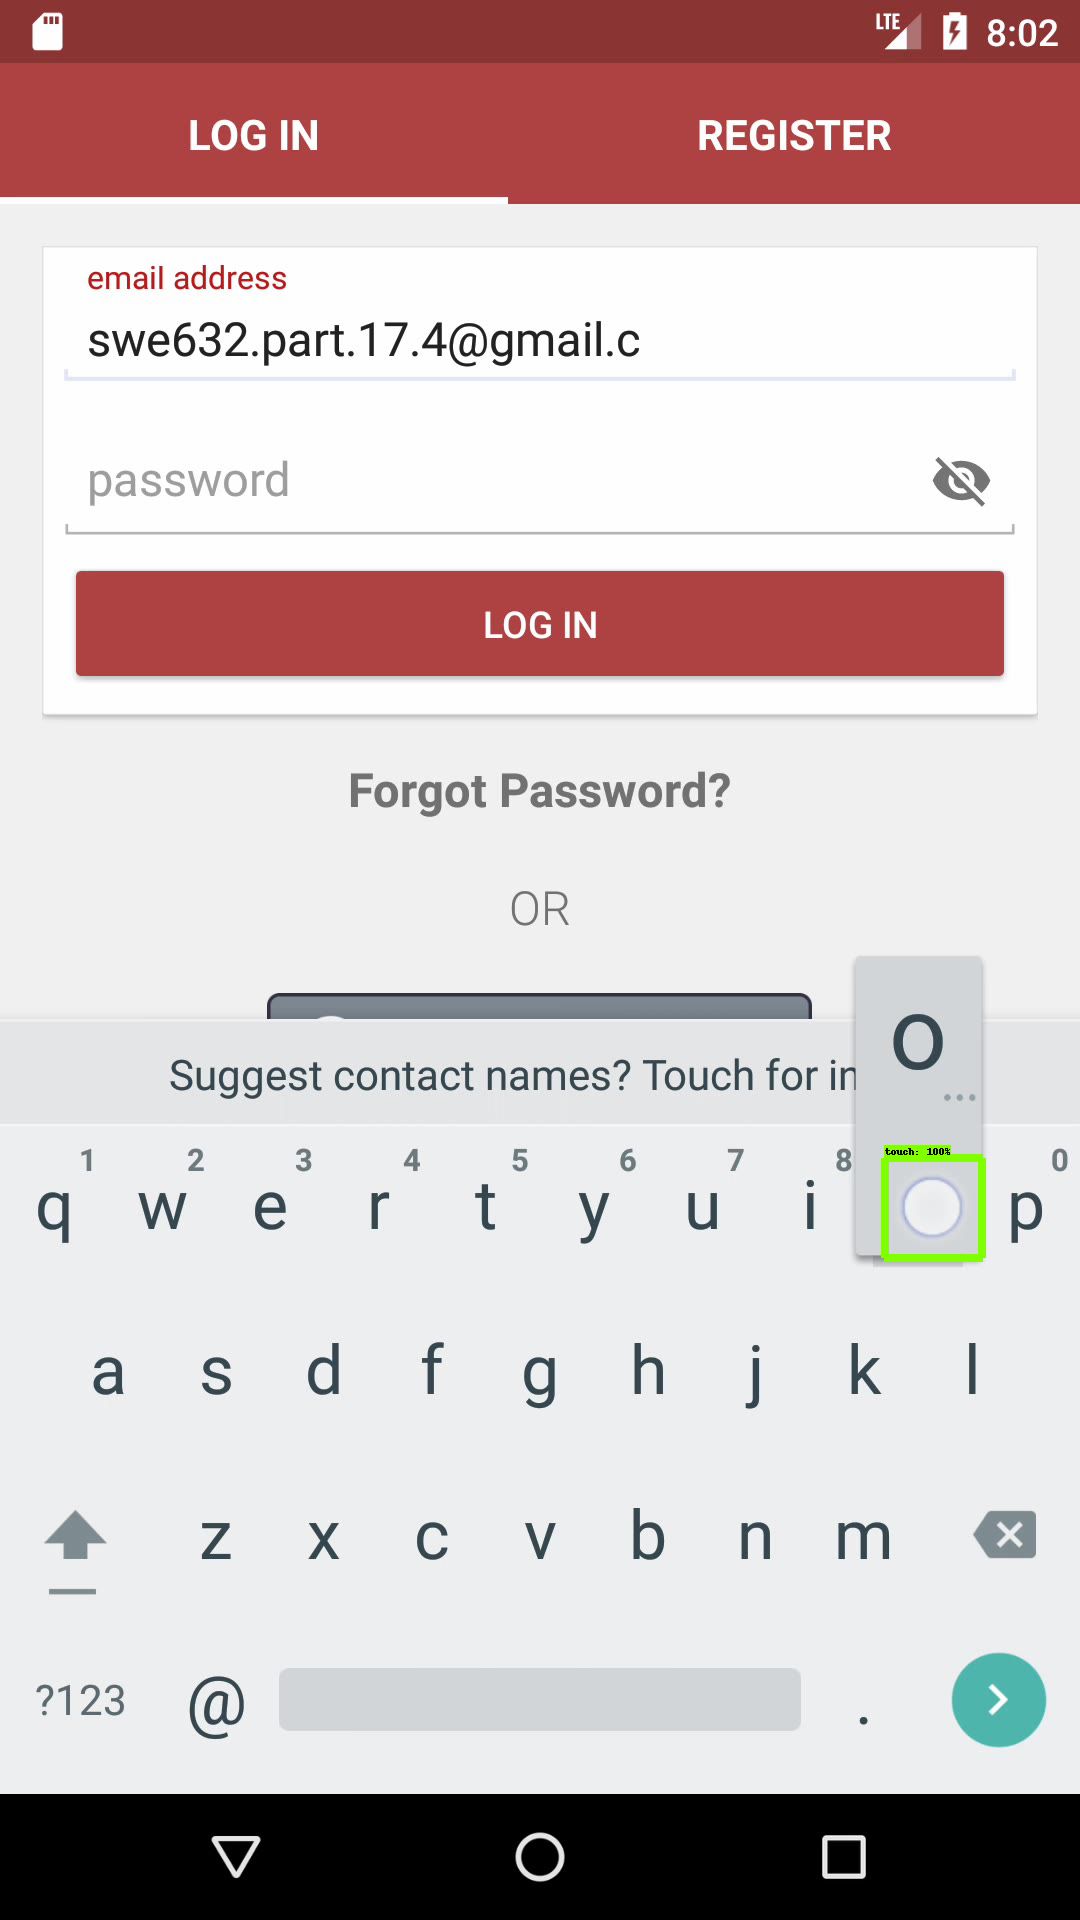 LTE 8:02
LOG IN REGISTER
email address
swe632.part.17.4@gmail.c
password
LOG IN
Forgot Password?
OR
o
...
Suggest contact names? Touch for in
touch: 100%
1 2 3 4 5 6 7 8 0
q w e r t y u i p
a s d f g h j k l
z x c v b n m
?123 @ .